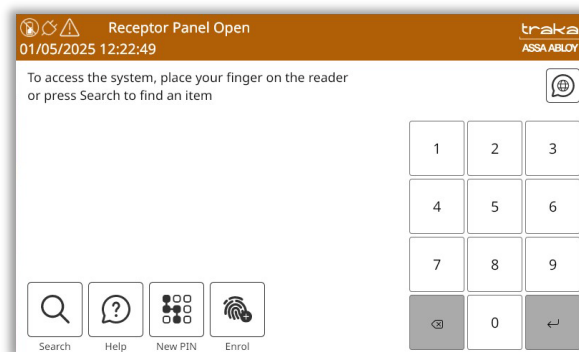 Receptor Panel Open
traka
01/05/2025 12:22:49
ASSA ABLOY
To access the system, place your finger on the reader
or press Search to find an item
1 2 3
4 5 6
7 8 9
0
Search Help New PIN Enrol